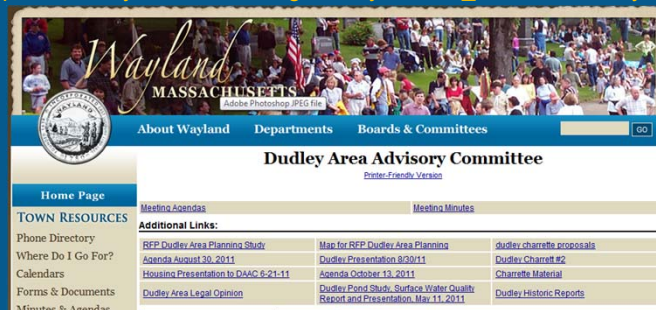 Wayland
MASSACHUSETTS
Adobe Photoshop JPEG file
About Wayland Departments Boards & Committees
GO
Dudley Area Advisory Committee
Printer-Friendly Version
Home Page
Meeting Agendas Meeting Minutes
TOWN RESOURCES
Additional Links:
Phone Directory
RFP Dudley Area Planning Study Map for RFP Dudley Area Planning dudley charrette proposals
Where Do I Go For?
Agenda August 30, 2011 Dudley Presentation 8/30/11 Dudley Charrett #2
Calendars
Housing Presentation to DAAC 6-21-11 Agenda October 13, 2011 Charrette Material
Forms & Documents
Dudley Area Legal Opinion Dudley Pond Study, Surface Water Quality Dudley Historic Reports
Report and Presentation, May 11, 2011
Minutes & Agendas